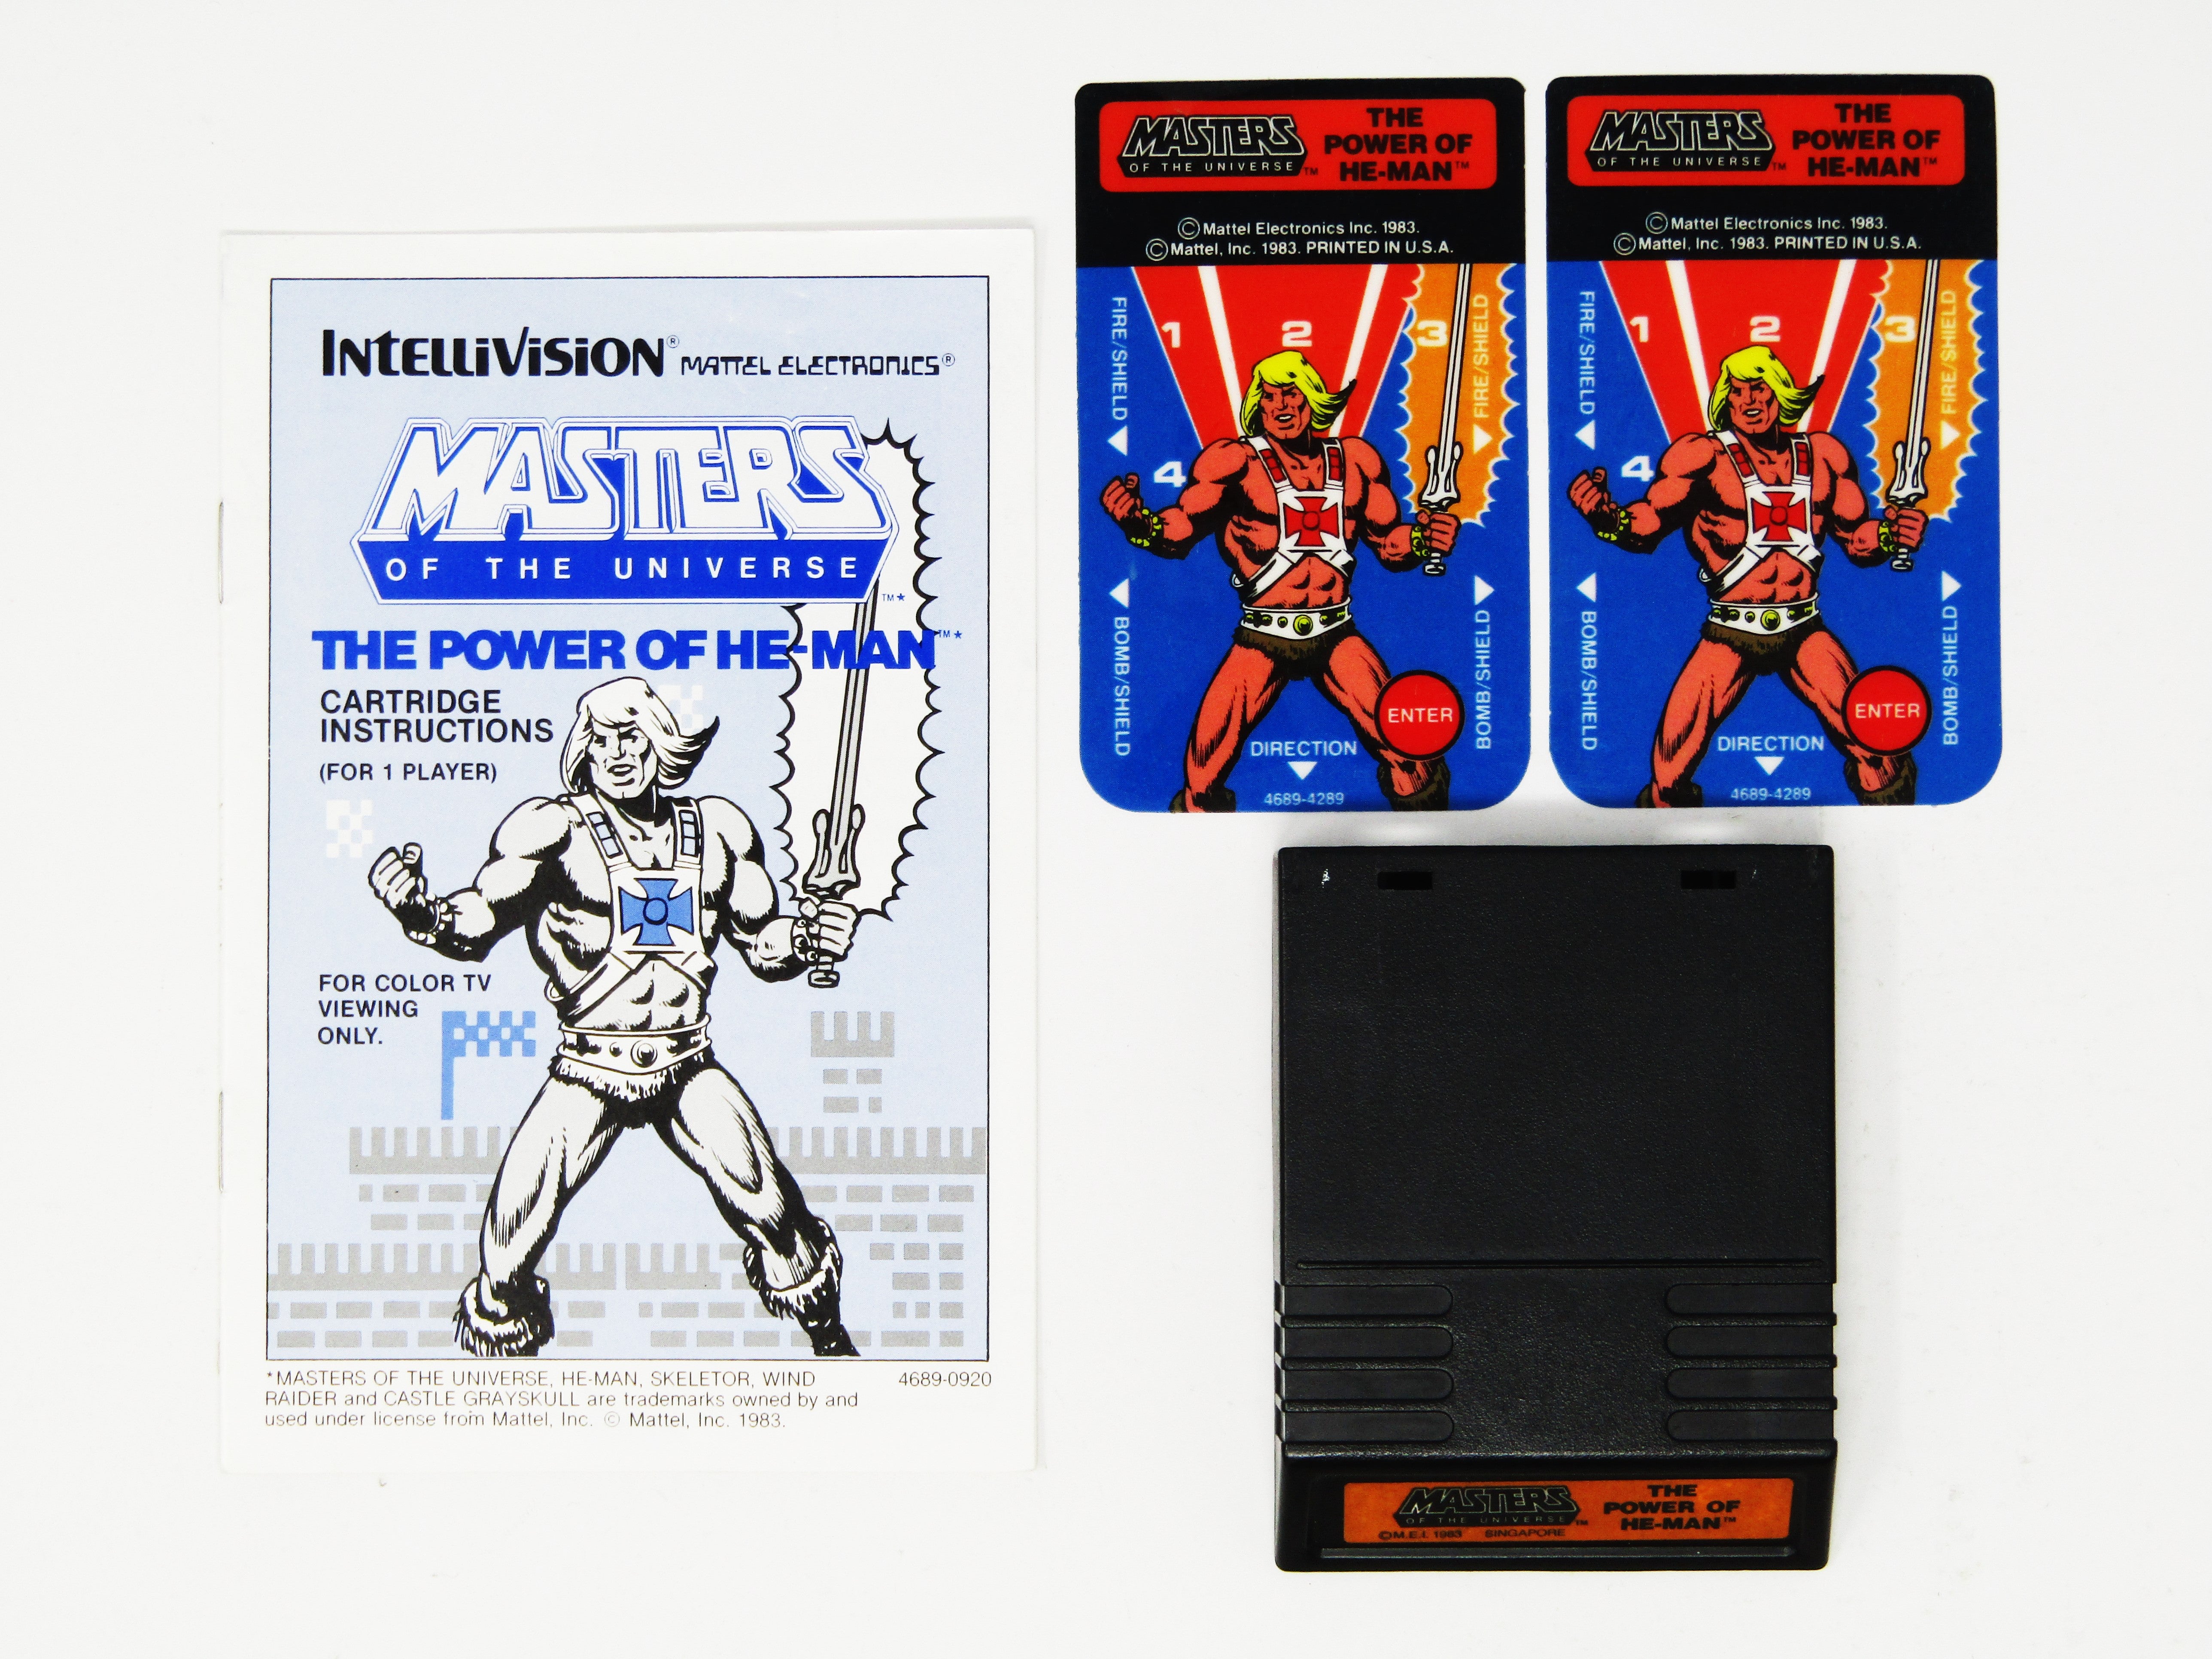 INTELLIVISION® MATTEL ELECTRONICS®
MASTERS
OF THE UNIVERSE
™★
THE POWER OF HE-MAN™★
CARTRIDGE
INSTRUCTIONS
(FOR 1 PLAYER)
FOR COLOR TV
VIEWING
ONLY.
*MASTERS OF THE UNIVERSE, HE-MAN, SKELETOR, WIND 4689-0920
RAIDER and CASTLE GRAYSKULL are trademarks owned by and
used under license from Mattel, Inc. © Mattel, Inc. 1983.
MASTERS
OF THE UNIVERSE™
THE
POWER OF
HE-MAN™
©Mattel Electronics Inc. 1983.
©Mattel, Inc. 1983. PRINTED IN U.S.A.
FIRE/SHIELD
1
2
3
FIRE/SHIELD
4
BOMB/SHIELD
BOMB/SHIELD
ENTER
DIRECTION
4689-4289
MASTERS
OF THE UNIVERSE™
THE
POWER OF
HE-MAN™
©Mattel Electronics Inc. 1983.
©Mattel, Inc. 1983. PRINTED IN U.S.A.
FIRE/SHIELD
1
2
3
FIRE/SHIELD
4
BOMB/SHIELD
BOMB/SHIELD
ENTER
DIRECTION
4689-4289
MASTERS
OF THE UNIVERSE™
THE
POWER OF
HE-MAN™
©M.E.I. 1983 SINGAPORE